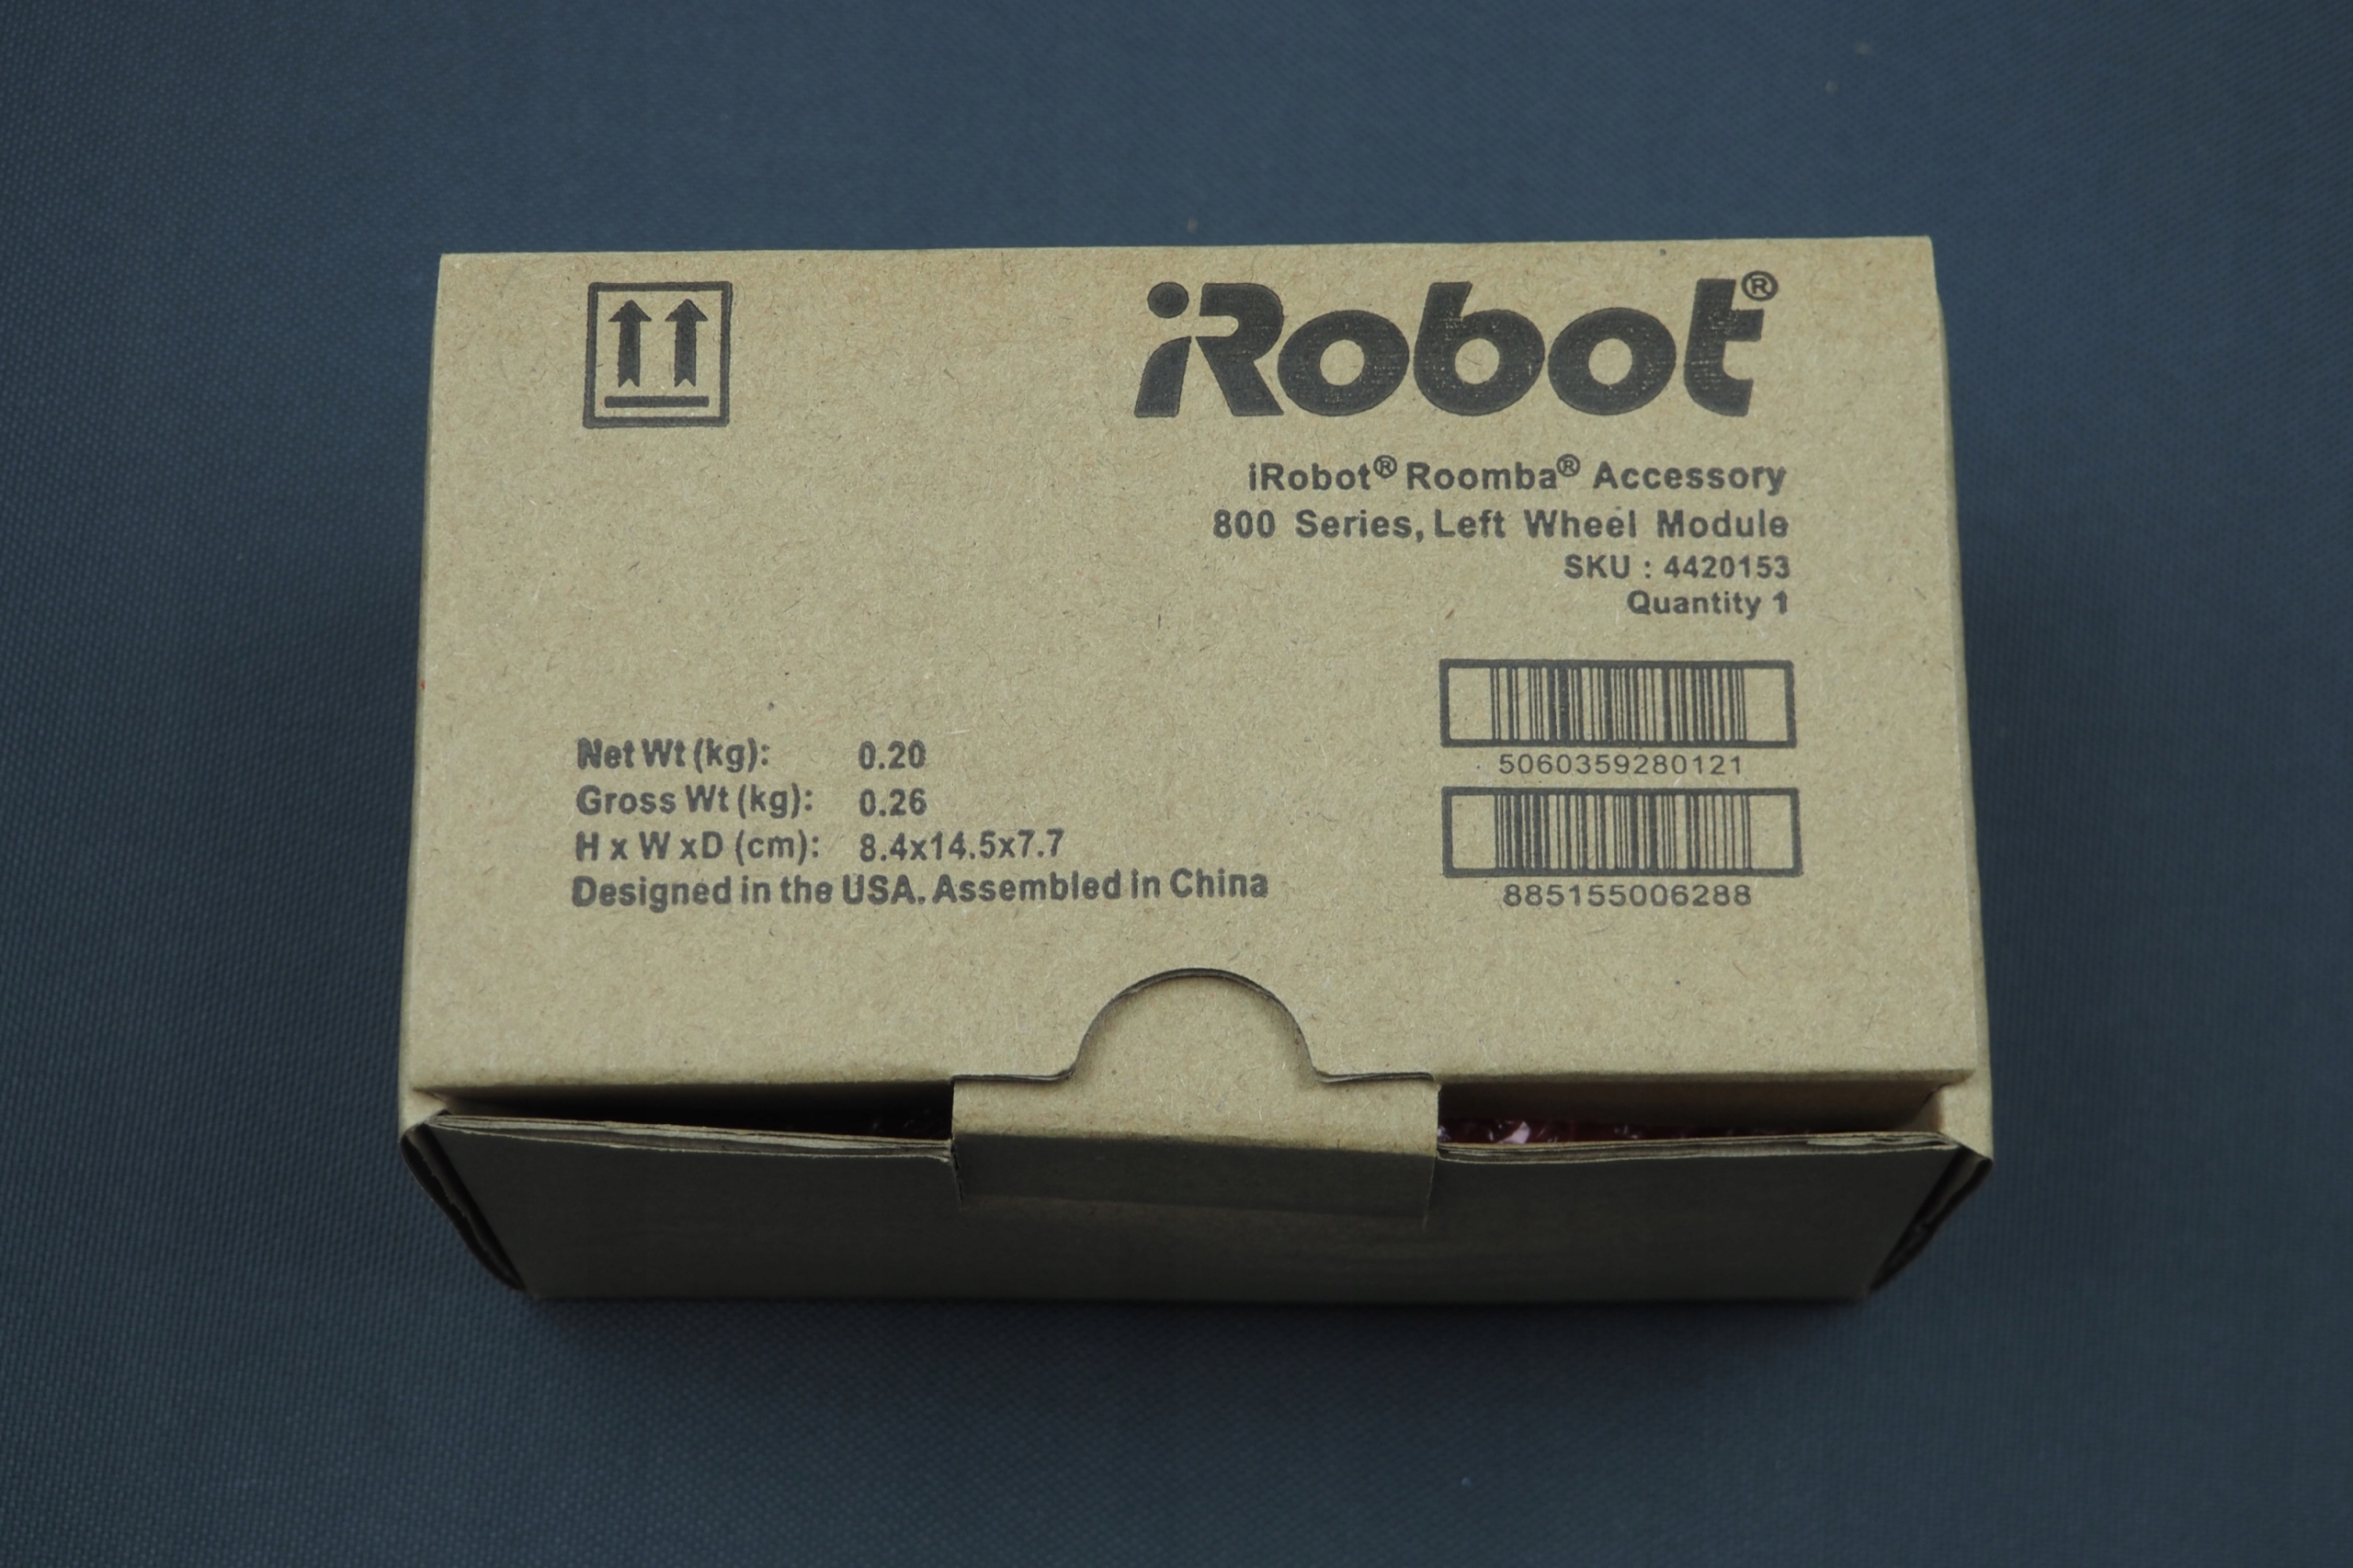 iRobot®
iRobot® Roomba® Accessory
800 Series, Left Wheel Module
SKU : 4420153
Quantity 1
5060359280121
885155006288
Net Wt (kg): 0.20
Gross Wt (kg): 0.26
H x W xD (cm): 8.4x14.5x7.7
Designed in the USA. Assembled in China